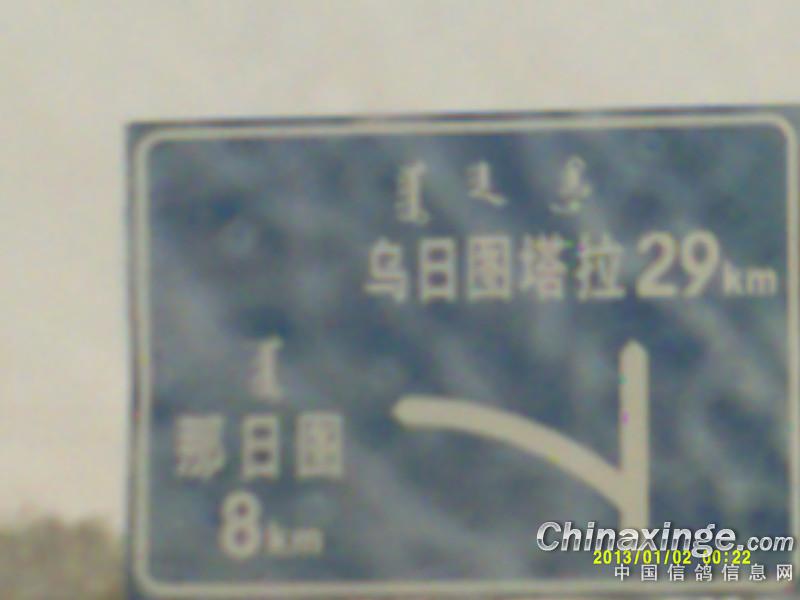 乌日图塔拉 29km
那日图
8km
Chinaxinge.com
2013/01/02 00:22
中国信鸽信息网